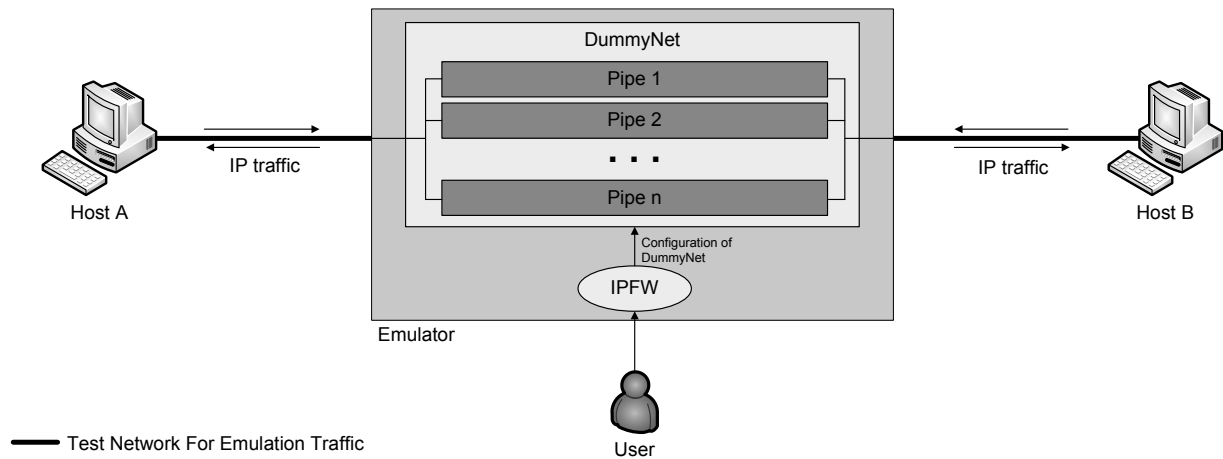 DummyNet
Pipe 1
Pipe 2
. . .
Pipe n
IP traffic
IP traffic
Host A
Host B
Configuration of
DummyNet
IPFW
Emulator
User
Test Network For Emulation Traffic